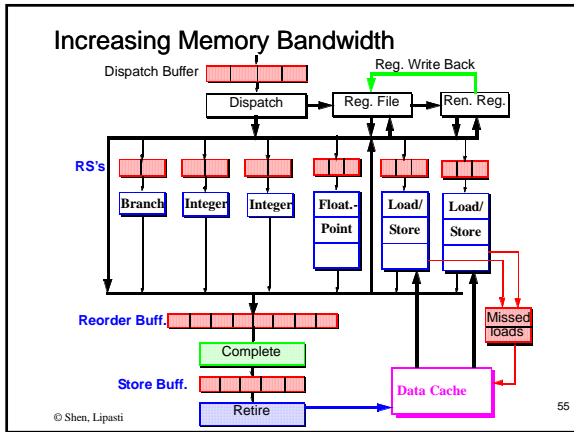 Increasing Memory Bandwidth
Dispatch Buffer
Reg. Write Back
Dispatch
Reg. File
Ren. Reg.
RS's
Branch
Integer
Integer
Float.-
Point
Load/
Store
Load/
Store
Reorder Buff.
Missed
loads
Complete
Store Buff.
Data Cache
Retire
© Shen, Lipasti
55